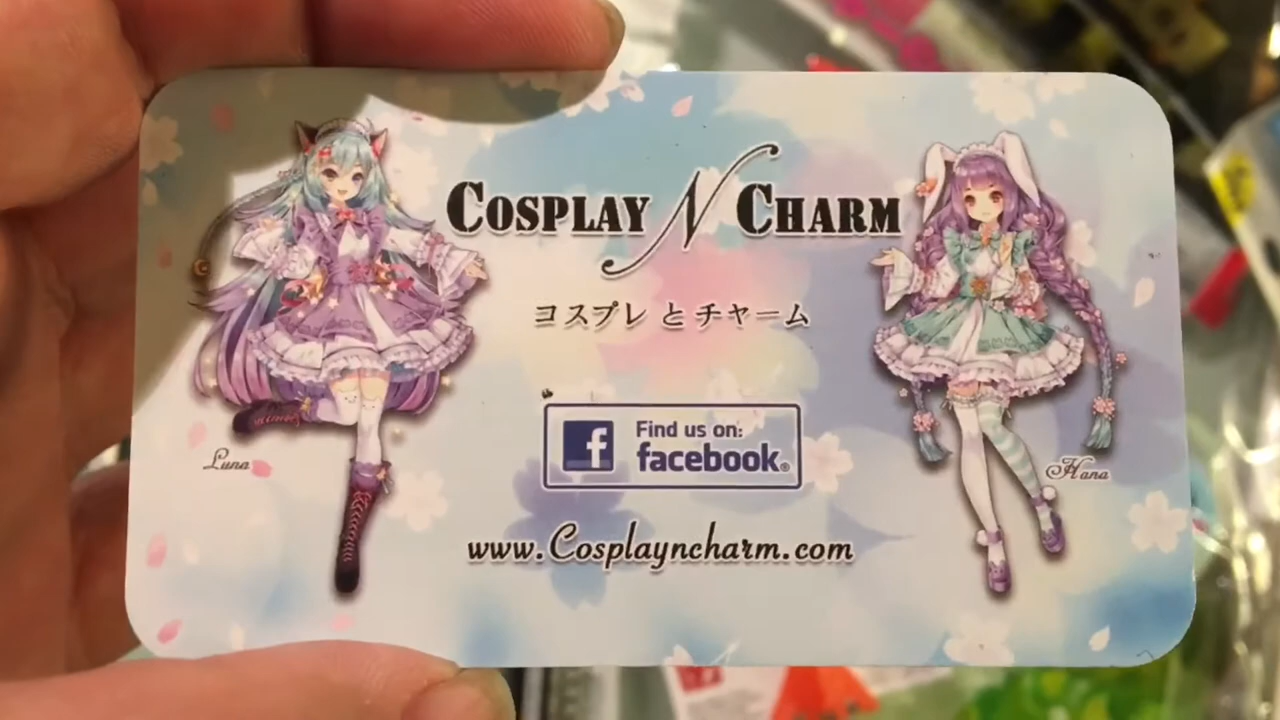 COSPLAY N CHARM
コスプレ と チャーム
f
Find us on:
facebook®
www.Cosplayncharm.com
Luna
Hana